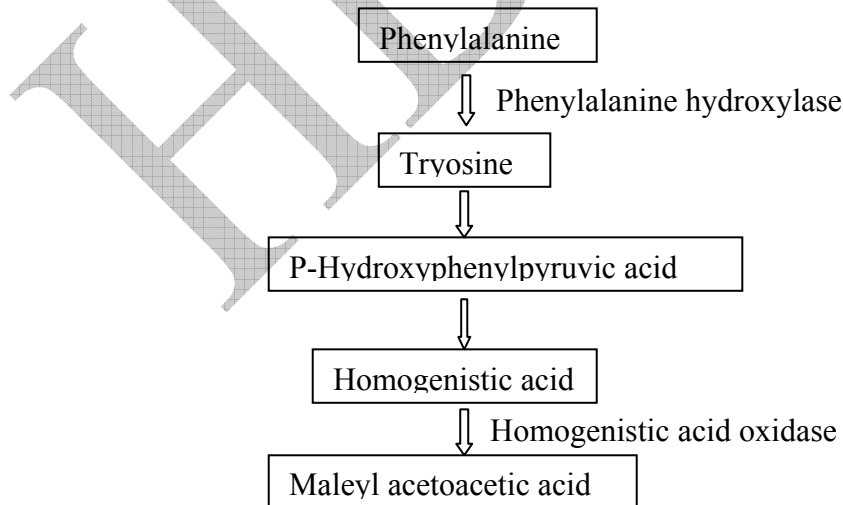 Phenylalanine
Phenylalanine hydroxylase
Tryosine
P-Hydroxyphenylpyruvic acid
Homogenistic acid
Homogenistic acid oxidase
Maleyl acetoacetic acid